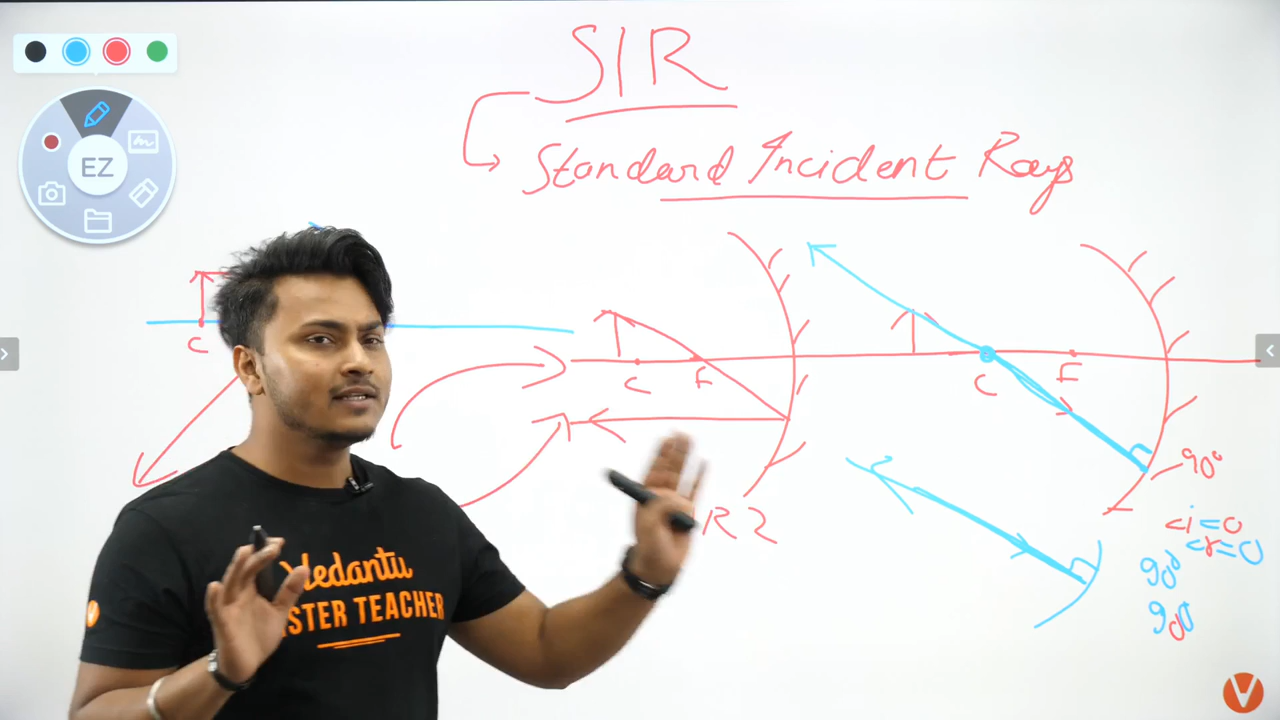 SIR
Standard Incident Rays
EZ
C
C
F
C
F
90°
<i=0
<r=0
90°
90
R2
Vedantu
MASTER TEACHER
V